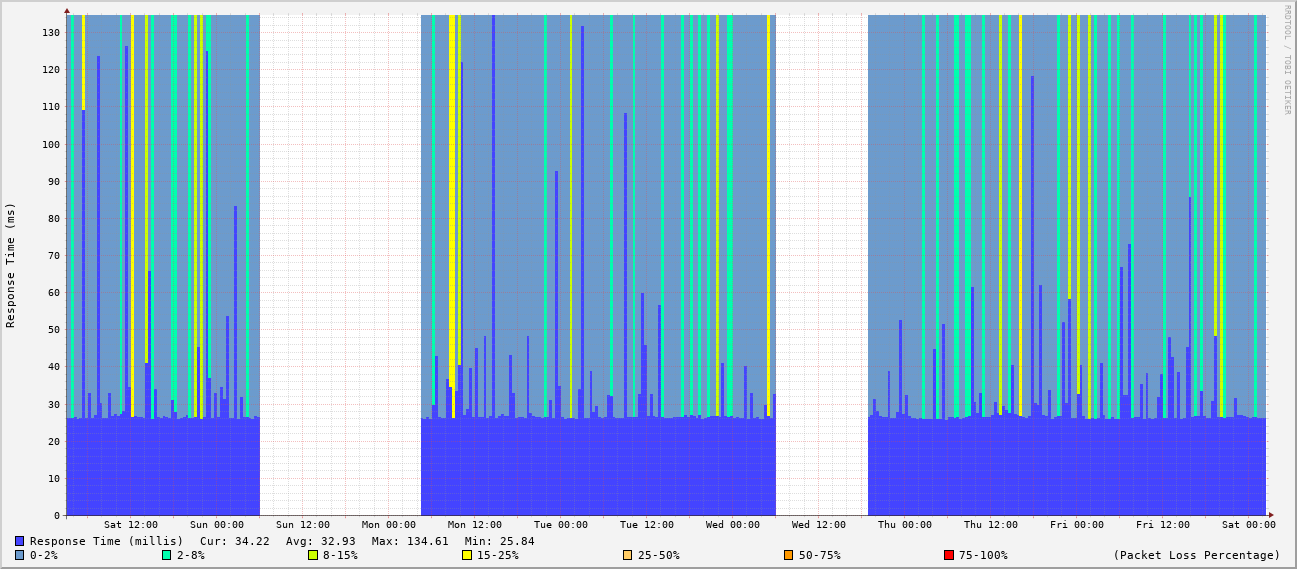 RRDTOOL / TOBI OETIKER
Response Time (ms)
130
120
110
100
90
80
70
60
50
40
30
20
10
0
Sat 12:00 Sun 00:00 Sun 12:00 Mon 00:00 Mon 12:00 Tue 00:00 Tue 12:00 Wed 00:00 Wed 12:00 Thu 00:00 Thu 12:00 Fri 00:00 Fri 12:00 Sat 00:00
Response Time (millis) Cur: 34.22 Avg: 32.93 Max: 134.61 Min: 25.84
0-2% 2-8% 8-15% 15-25% 25-50% 50-75% 75-100% (Packet Loss Percentage)